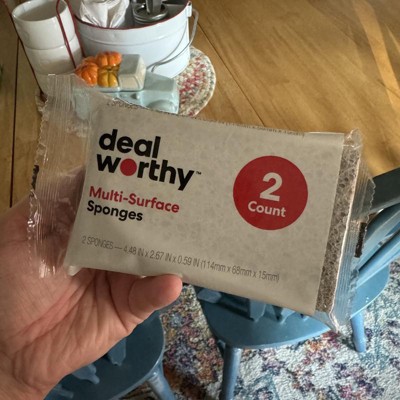 deal
worthy™
Multi-Surface
Sponges
2
Count
2 SPONGES — 4.48 IN x 2.67 IN x 0.59 IN (114mm x 68mm x 15mm)